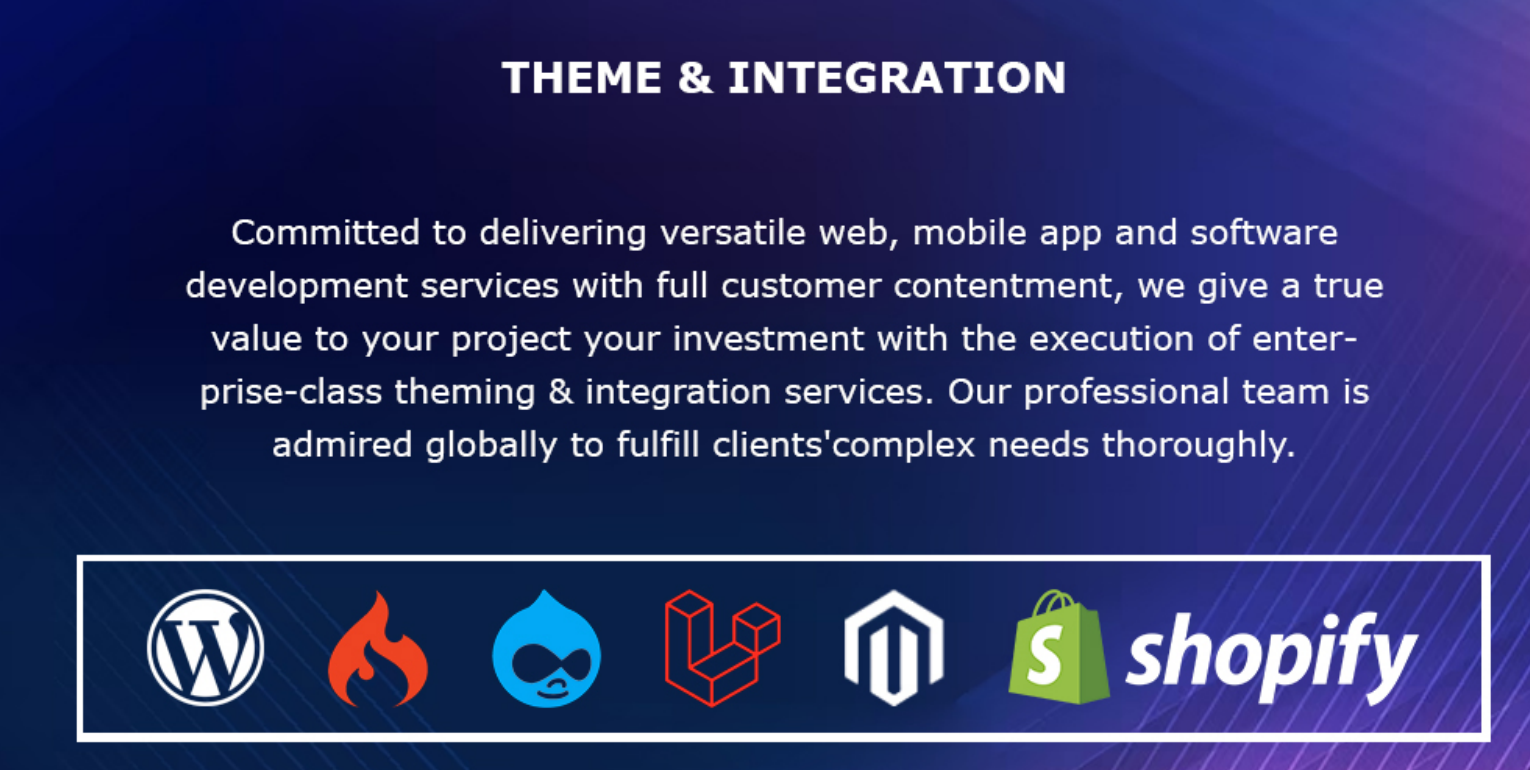 THEME & INTEGRATION
Committed to delivering versatile web, mobile app and software
development services with full customer contentment, we give a true
value to your project your investment with the execution of enter-
prise-class theming & integration services. Our professional team is
admired globally to fulfill clients'complex needs thoroughly.
shopify